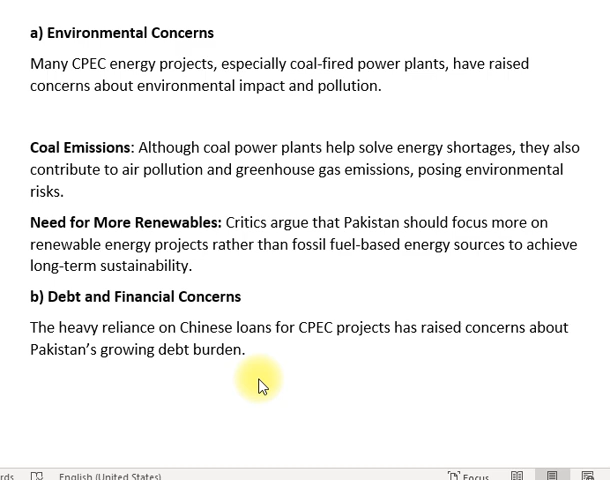 a) Environmental Concerns
Many CPEC energy projects, especially coal-fired power plants, have raised
concerns about environmental impact and pollution.
Coal Emissions: Although coal power plants help solve energy shortages, they also
contribute to air pollution and greenhouse gas emissions, posing environmental
risks.
Need for More Renewables: Critics argue that Pakistan should focus more on
renewable energy projects rather than fossil fuel-based energy sources to achieve
long-term sustainability.
b) Debt and Financial Concerns
The heavy reliance on Chinese loans for CPEC projects has raised concerns about
Pakistan’s growing debt burden.
rds English (United States) Focus